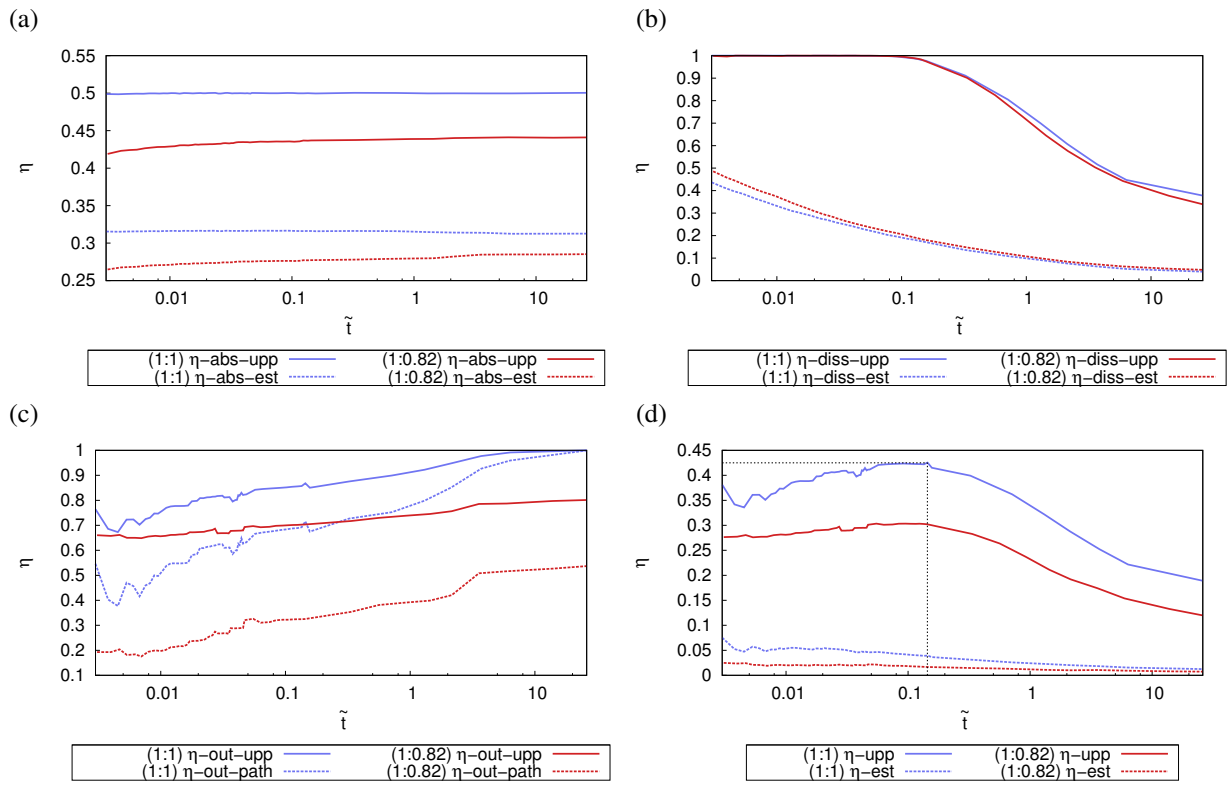 (a)
0.55
0.5
0.45
0.4
0.35
0.3
0.25
η
0.01 0.1 1 10
t̃
(1:1) η−abs−upp (1:0.82) η−abs−upp
(1:1) η−abs−est (1:0.82) η−abs−est
(b)
1
0.9
0.8
0.7
0.6
0.5
0.4
0.3
0.2
0.1
0
η
0.01 0.1 1 10
t̃
(1:1) η−diss−upp (1:0.82) η−diss−upp
(1:1) η−diss−est (1:0.82) η−diss−est
(c)
1
0.9
0.8
0.7
0.6
0.5
0.4
0.3
0.2
0.1
η
0.01 0.1 1 10
t̃
(1:1) η−out−upp (1:0.82) η−out−upp
(1:1) η−out−path (1:0.82) η−out−path
(d)
0.45
0.4
0.35
0.3
0.25
0.2
0.15
0.1
0.05
0
η
0.01 0.1 1 10
t̃
(1:1) η−upp (1:0.82) η−upp
(1:1) η−est (1:0.82) η−est